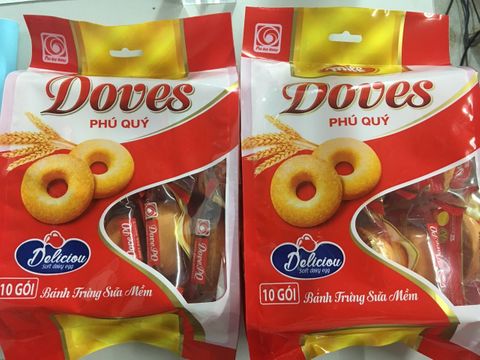 Doves
PHÚ QUÝ
Deliciou
Soft dairy egg
10 GÓI
Bánh Trứng Sữa Mềm
Doves
PHÚ QUÝ
Deliciou
Soft dairy egg
10 GÓI
Bánh Trứng Sữa Mềm